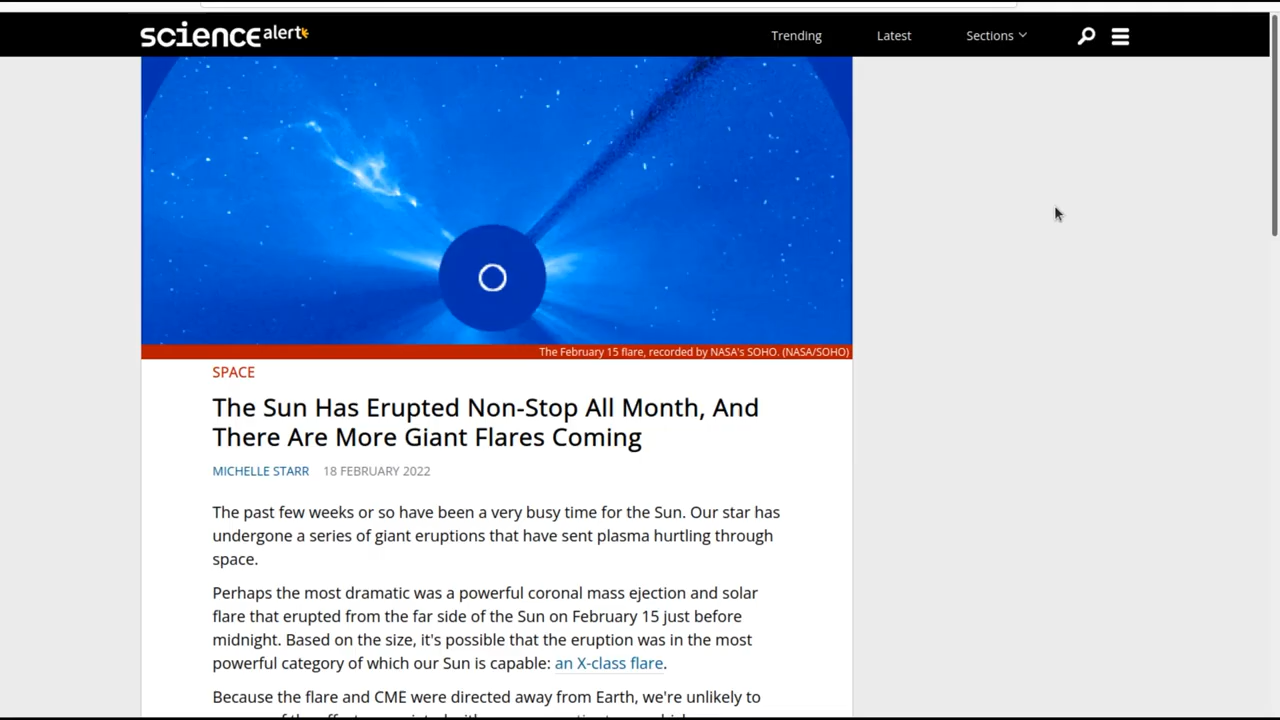 sciencealert
Trending
Latest
Sections
The February 15 flare, recorded by NASA's SOHO. (NASA/SOHO)
SPACE
The Sun Has Erupted Non-Stop All Month, And
There Are More Giant Flares Coming
MICHELLE STARR 18 FEBRUARY 2022
The past few weeks or so have been a very busy time for the Sun. Our star has
undergone a series of giant eruptions that have sent plasma hurtling through
space.
Perhaps the most dramatic was a powerful coronal mass ejection and solar
flare that erupted from the far side of the Sun on February 15 just before
midnight. Based on the size, it's possible that the eruption was in the most
powerful category of which our Sun is capable: an X-class flare.
Because the flare and CME were directed away from Earth, we're unlikely to